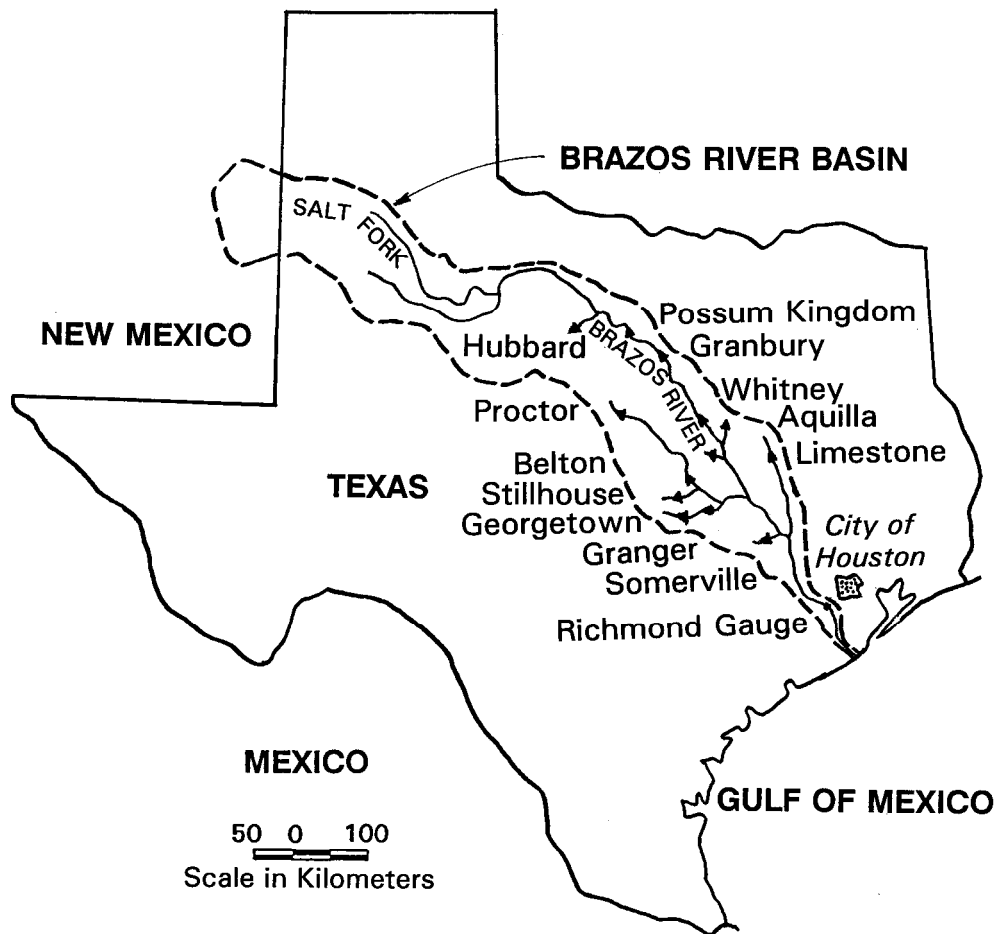 BRAZOS RIVER BASIN
SALT
FORK
NEW MEXICO
Possum Kingdom
Hubbard
BRAZOS RIVER
Granbury
Whitney
Proctor
Aquilla
Limestone
Belton
TEXAS
Stillhouse
Georgetown
City of
Houston
Granger
Somerville
Richmond Gauge
MEXICO
GULF OF MEXICO
50 0 100
Scale in Kilometers